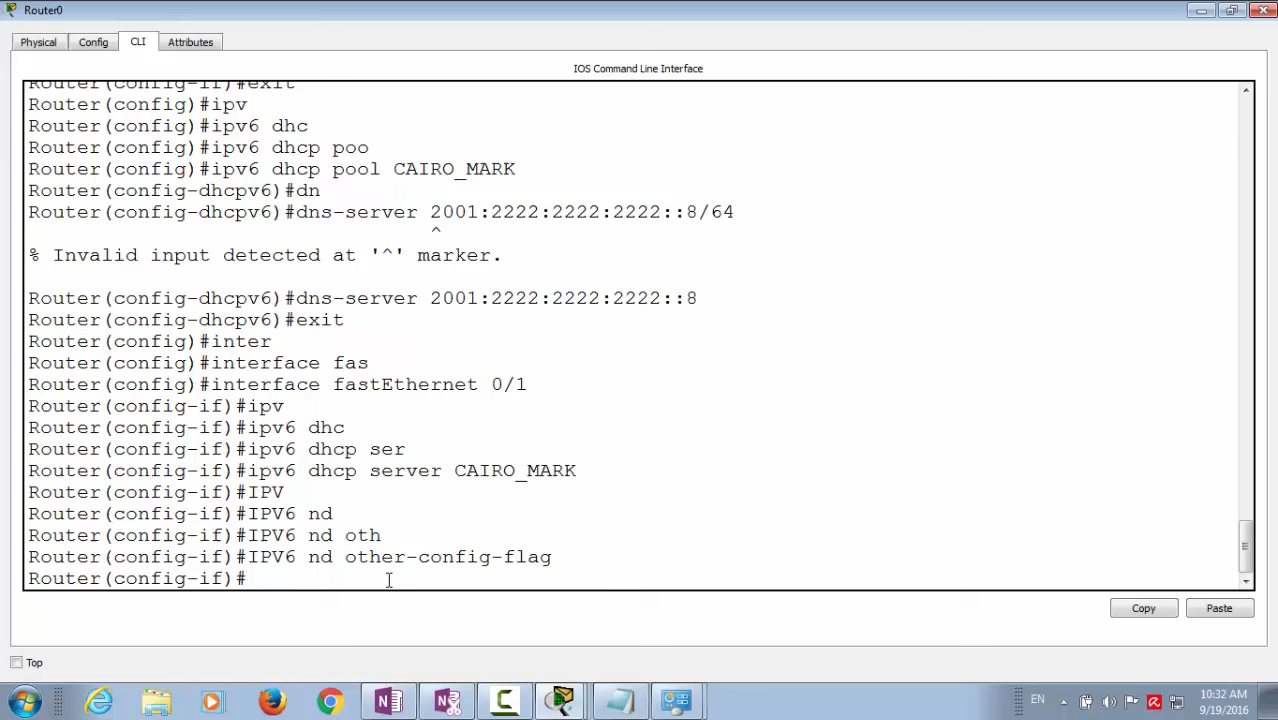 Router0
Physical Config CLI Attributes
IOS Command Line Interface
Router(config-if)#exit
Router(config)#ipv
Router(config)#ipv6 dhc
Router(config)#ipv6 dhcp poo
Router(config)#ipv6 dhcp pool CAIRO_MARK
Router(config-dhcpv6)#dn
Router(config-dhcpv6)#dns-server 2001:2222:2222:2222::8/64
^
% Invalid input detected at '^' marker.
Router(config-dhcpv6)#dns-server 2001:2222:2222:2222::8
Router(config-dhcpv6)#exit
Router(config)#inter
Router(config)#interface fas
Router(config)#interface fastEthernet 0/1
Router(config-if)#ipv
Router(config-if)#ipv6 dhc
Router(config-if)#ipv6 dhcp ser
Router(config-if)#ipv6 dhcp server CAIRO_MARK
Router(config-if)#IPV
Router(config-if)#IPV6 nd
Router(config-if)#IPV6 nd oth
Router(config-if)#IPV6 nd other-config-flag
Router(config-if)#
Copy Paste
Top
EN
10:32 AM
9/19/2016